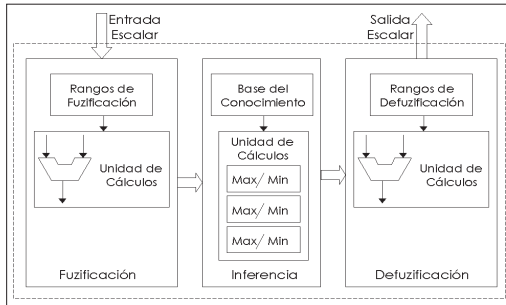 Entrada
Escalar
Salida
Escalar
Rangos de
Fuzificación
Unidad de
Cálculos
Fuzificación
Base del
Conocimiento
Unidad de
Cálculos
Max/ Min
Max/ Min
Max/ Min
Inferencia
Rangos de
Defuzificación
Unidad de
Cálculos
Defuzificación